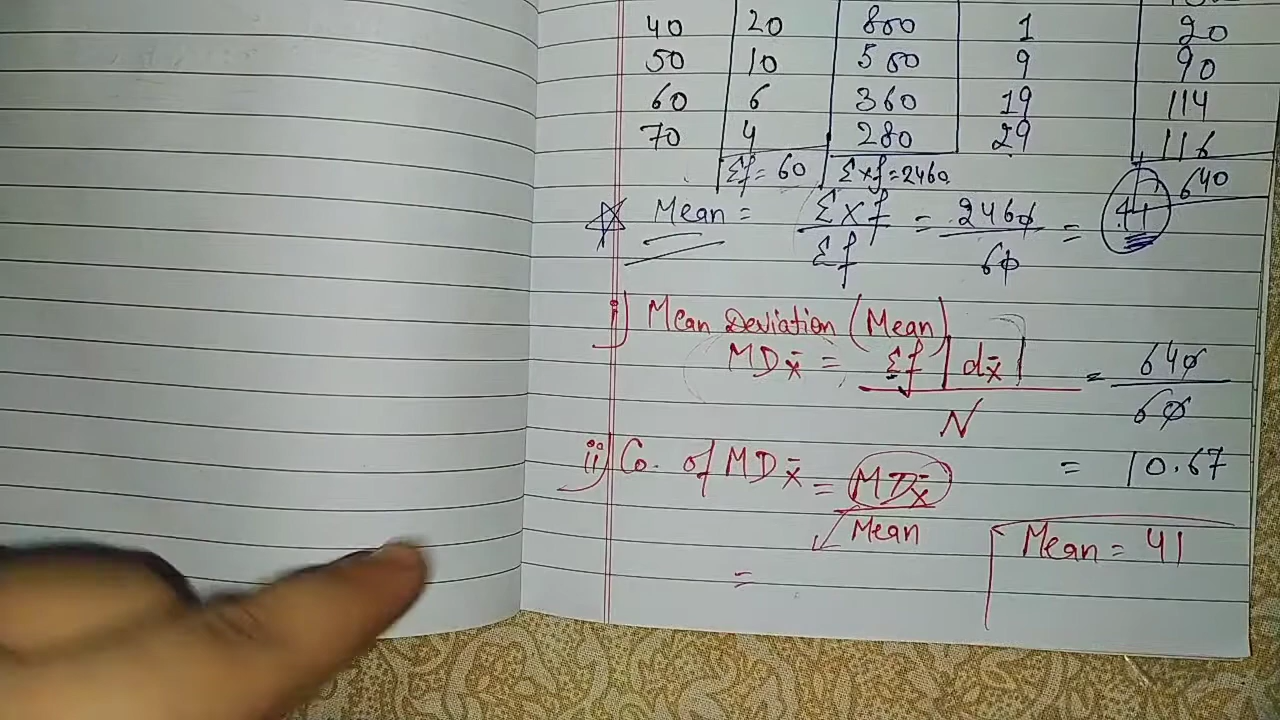 40 20 800 1 20
50 10 500 9 90
60 6 360 19 114
70 4 280 29 116
Σf = 60 Σxf = 2460 640
Mean = Σxf / Σf = 2460 / 60 = 41
i) Mean Deviation (Mean)
MDx̄ = Σf |dx̄| / N = 640 / 60
= 10.67
ii) Co. of MDx̄ = MDx̄ / Mean
Mean = 41
=